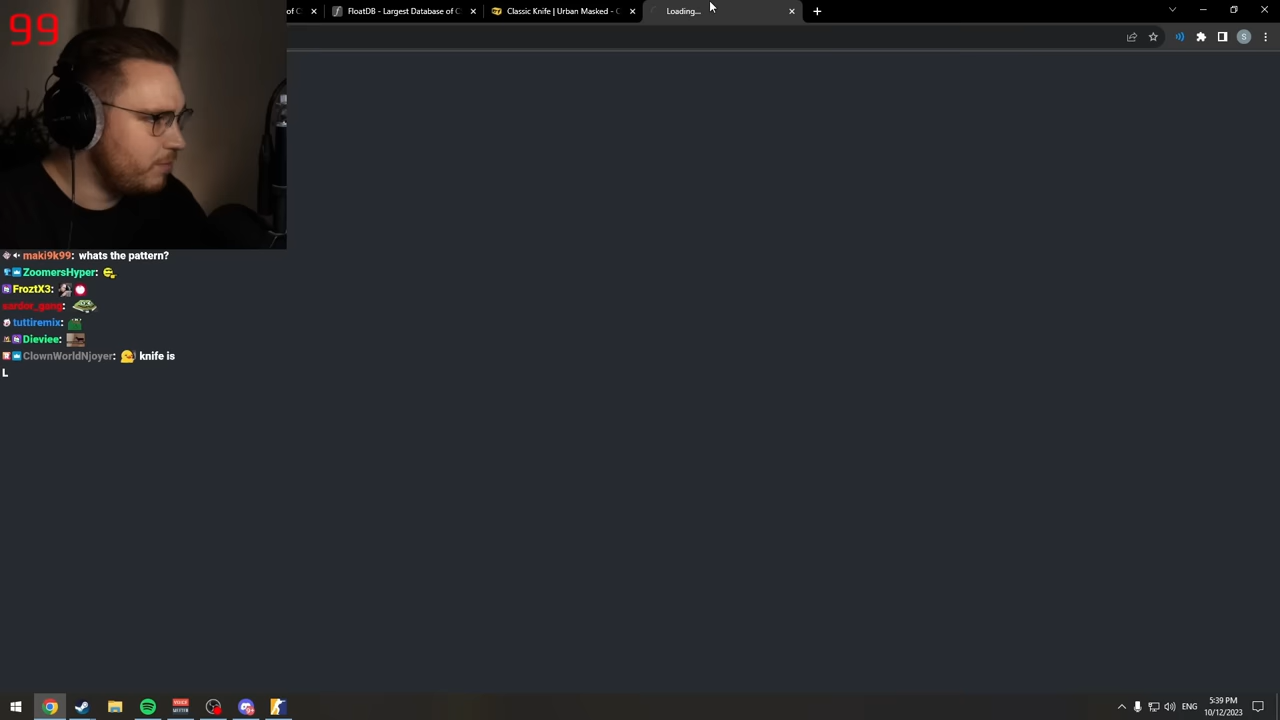 99
of C
FloatDB - Largest Database of C
Classic Knife | Urban Masked - C
Loading...
S
maki9k99: whats the pattern?
ZoomersHyper:
FroztX3:
sarder_gang:
tuttiremix:
Dieviee:
ClownWorldNjoyer: knife is
L
ENG
5:39 PM
10/12/2023